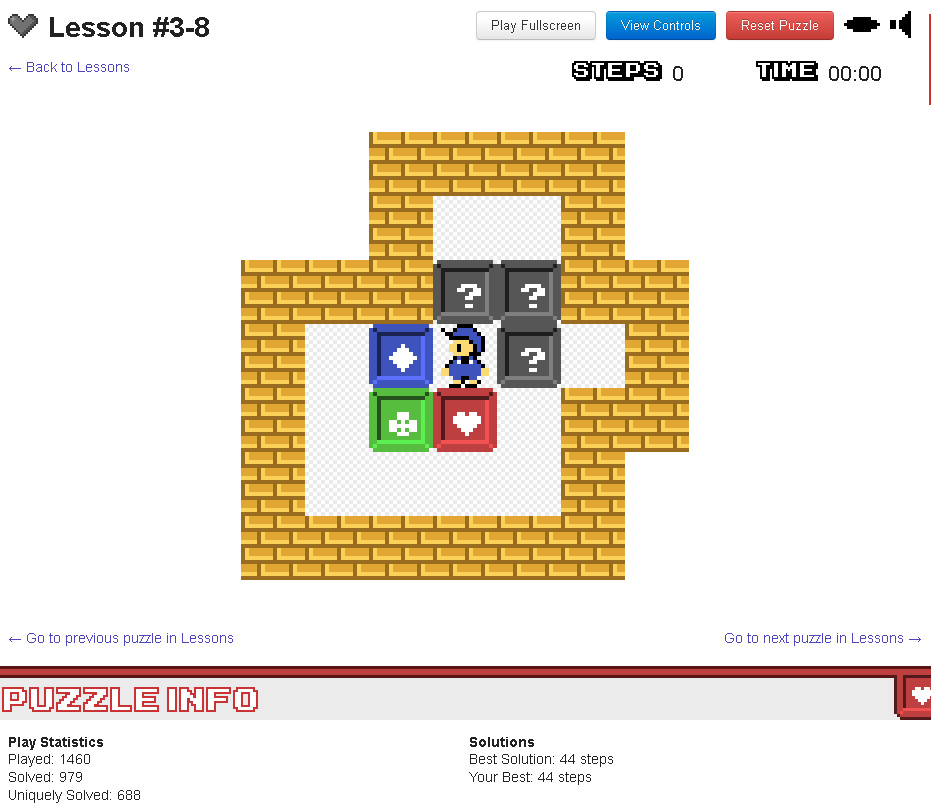 Lesson #3-8
Play Fullscreen
View Controls
Reset Puzzle
← Back to Lessons
STEPS 0
TIME 00:00
? ?
?
← Go to previous puzzle in Lessons
Go to next puzzle in Lessons →
PUZZLE INFO
Play Statistics
Played: 1460
Solved: 979
Uniquely Solved: 688
Solutions
Best Solution: 44 steps
Your Best: 44 steps